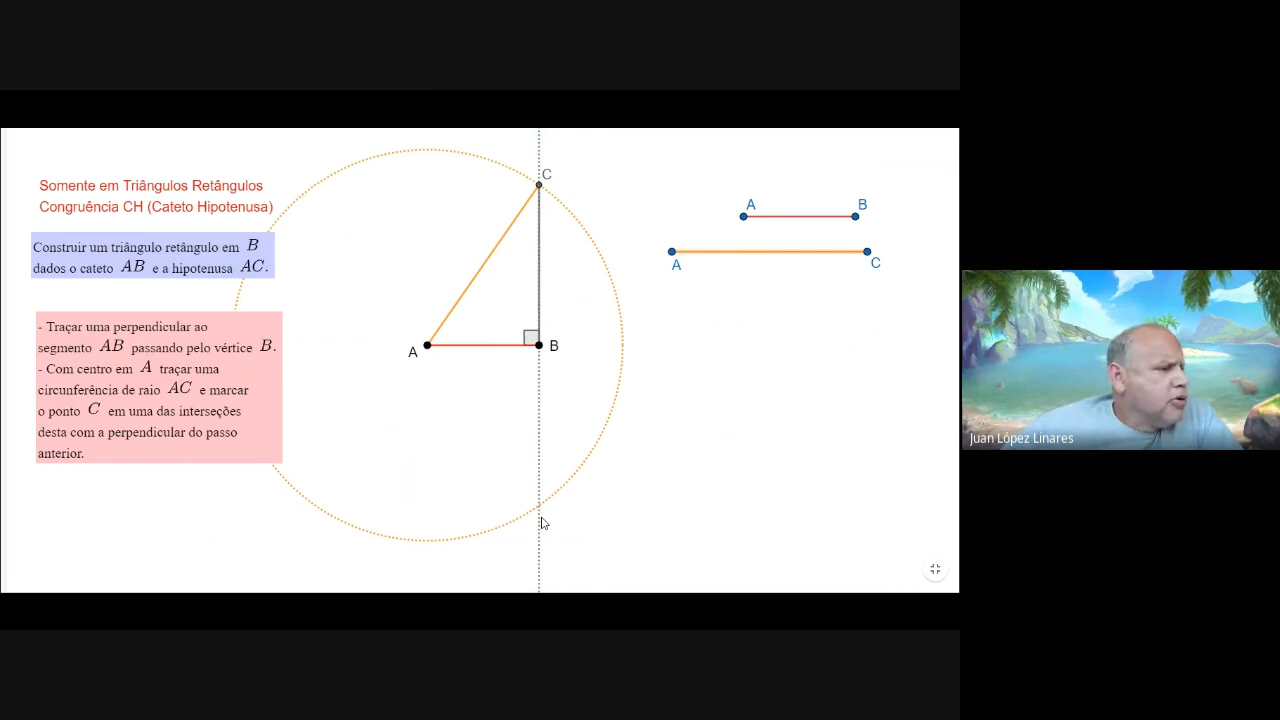 Somente em Triângulos Retângulos
Congruência CH (Cateto Hipotenusa)
Construir um triângulo retângulo em B
dados o cateto AB e a hipotenusa AC.
- Traçar uma perpendicular ao
segmento AB passando pelo vértice B.
- Com centro em A traçar uma
circunferência de raio AC e marcar
o ponto C em uma das interseções
desta com a perpendicular do passo
anterior.
C
A
B
A
B
A
C
Juan López Linares